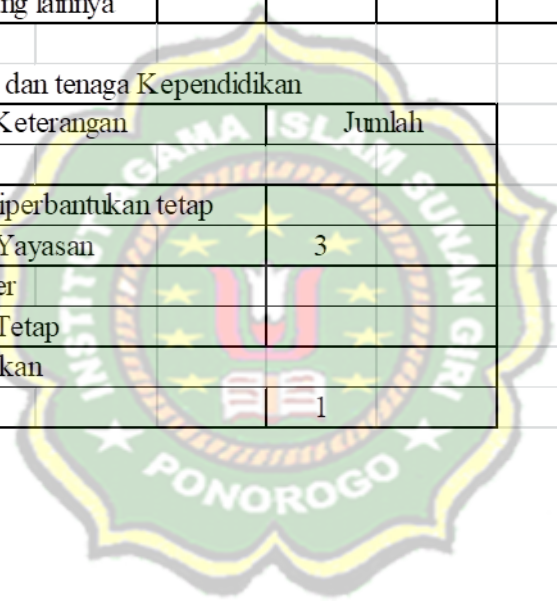 ng lainnya
dan tenaga Kependidikan
Keterangan Jumlah
iperbantukan tetap
Yayasan 3
er
Tetap
kan
1
INSTITUT AGAMA ISLAM SUNAN GIRI
PONOROGO